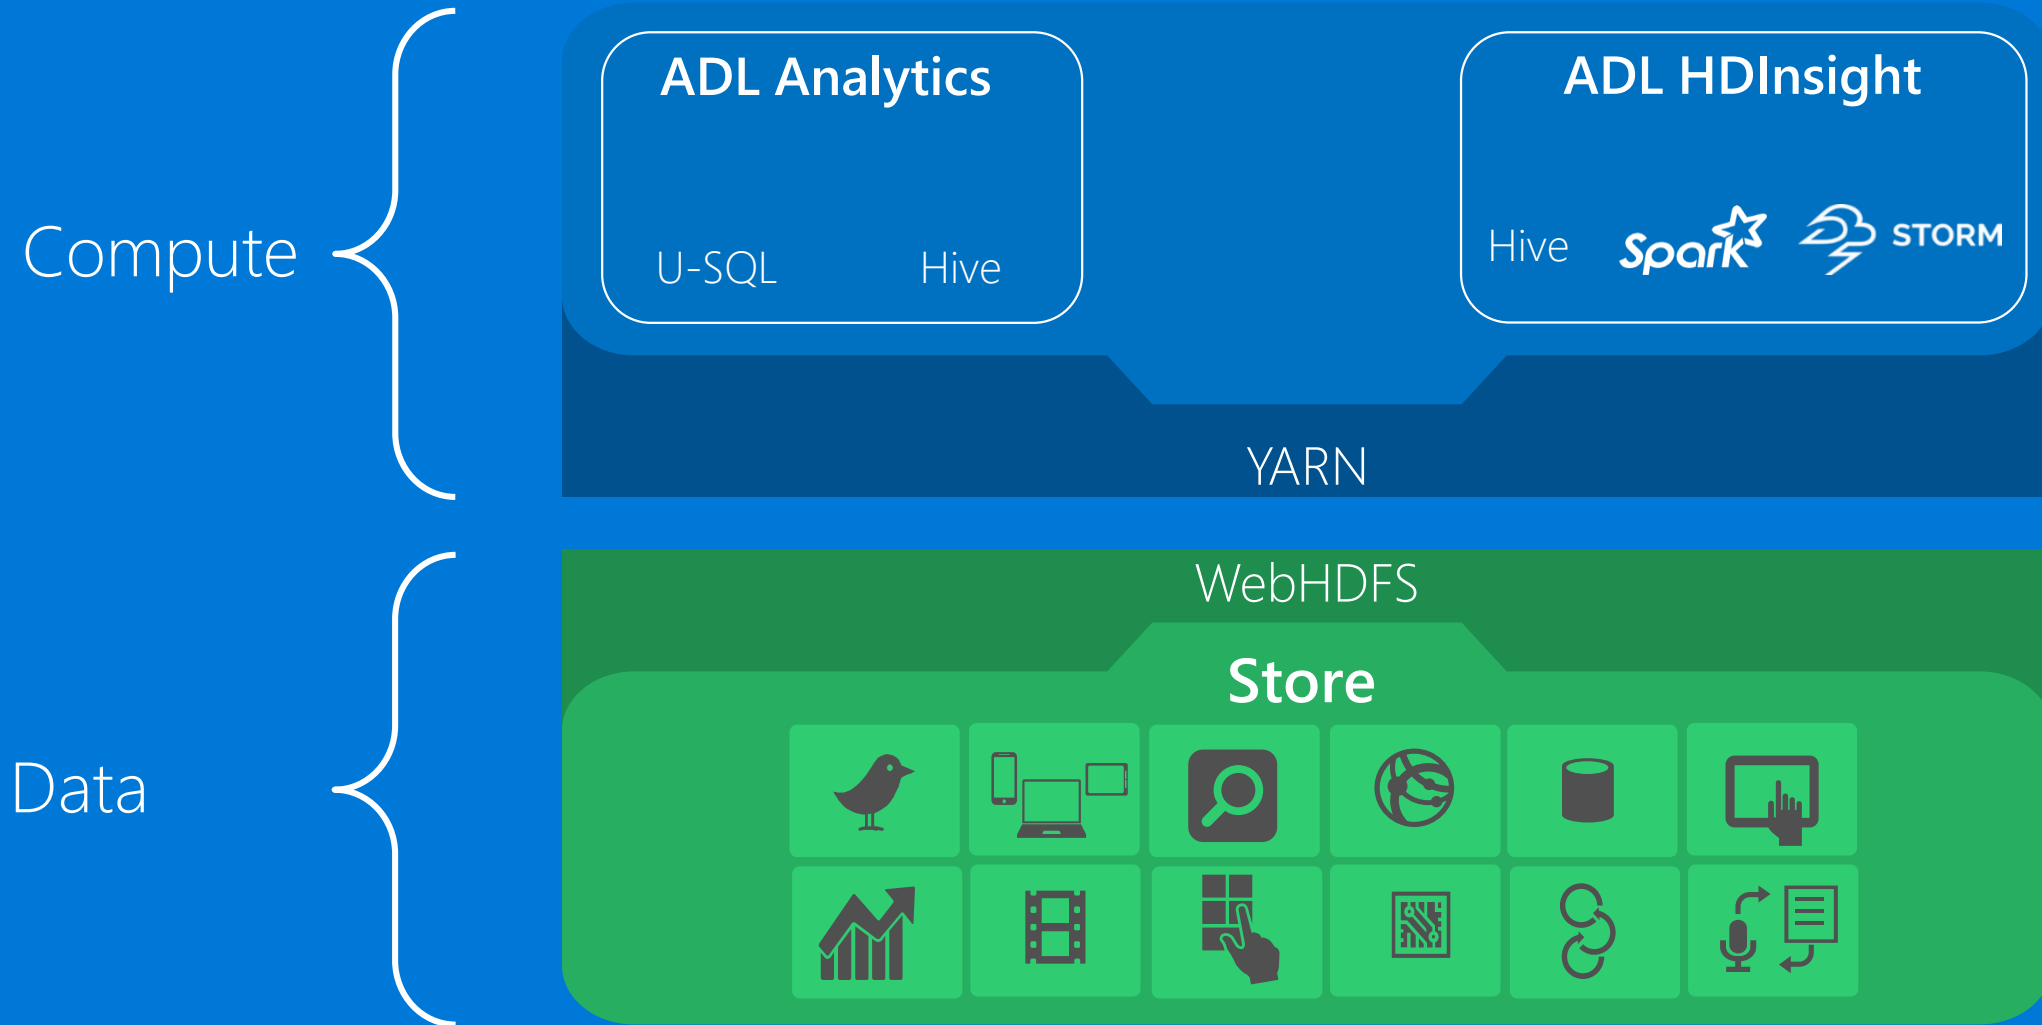 Compute
ADL Analytics
U-SQL Hive
ADL HDInsight
Hive Spark STORM
YARN
Data
WebHDFS
Store